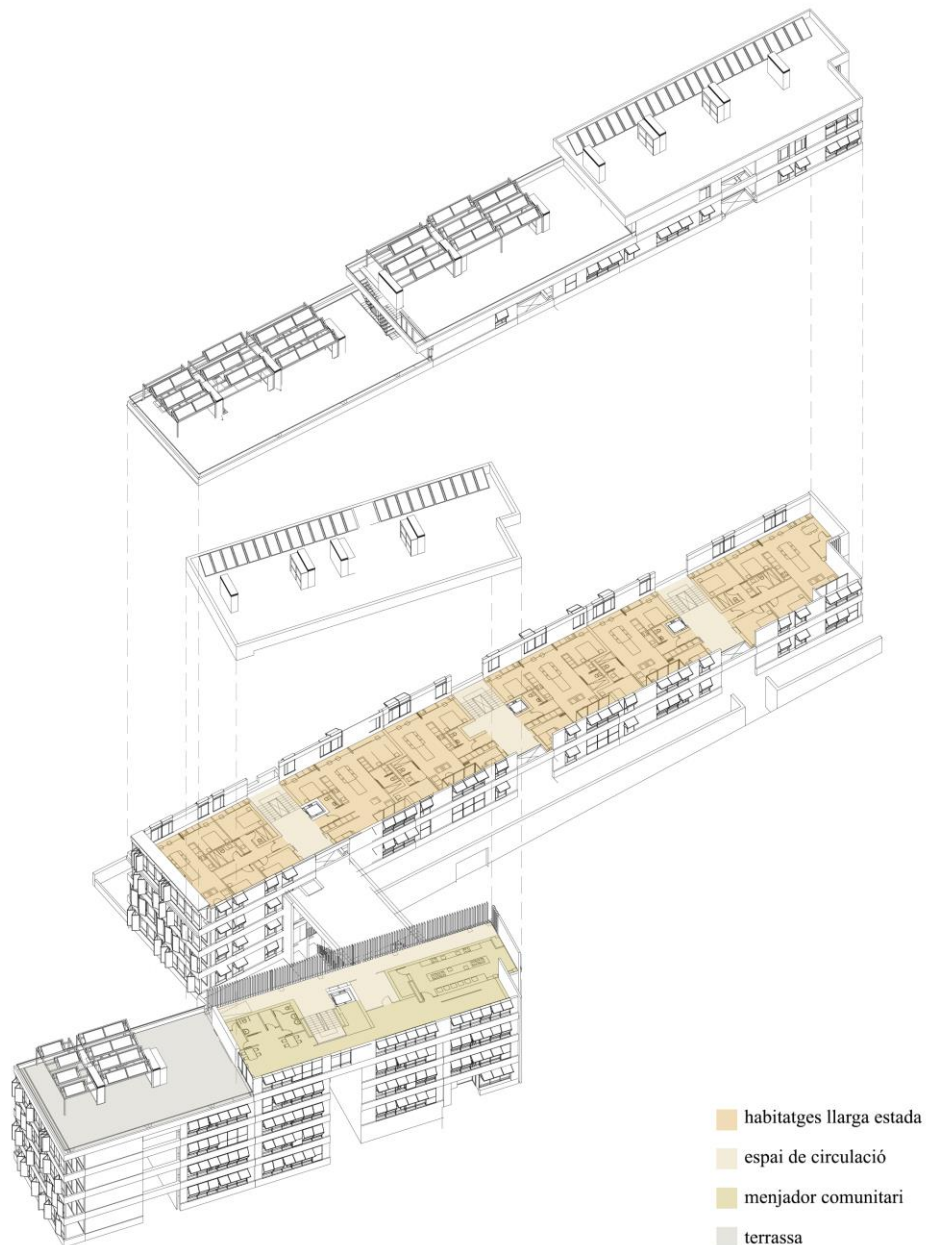 habitatges llarga estada
espai de circulació
menjador comunitari
terrassa